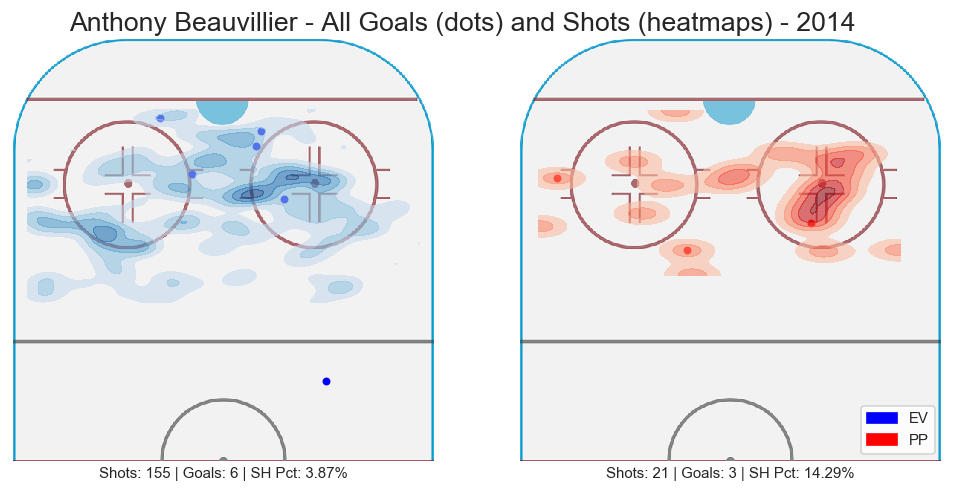 Anthony Beauvillier - All Goals (dots) and Shots (heatmaps) - 2014
EV
PP
Shots: 155 | Goals: 6 | SH Pct: 3.87%
Shots: 21 | Goals: 3 | SH Pct: 14.29%